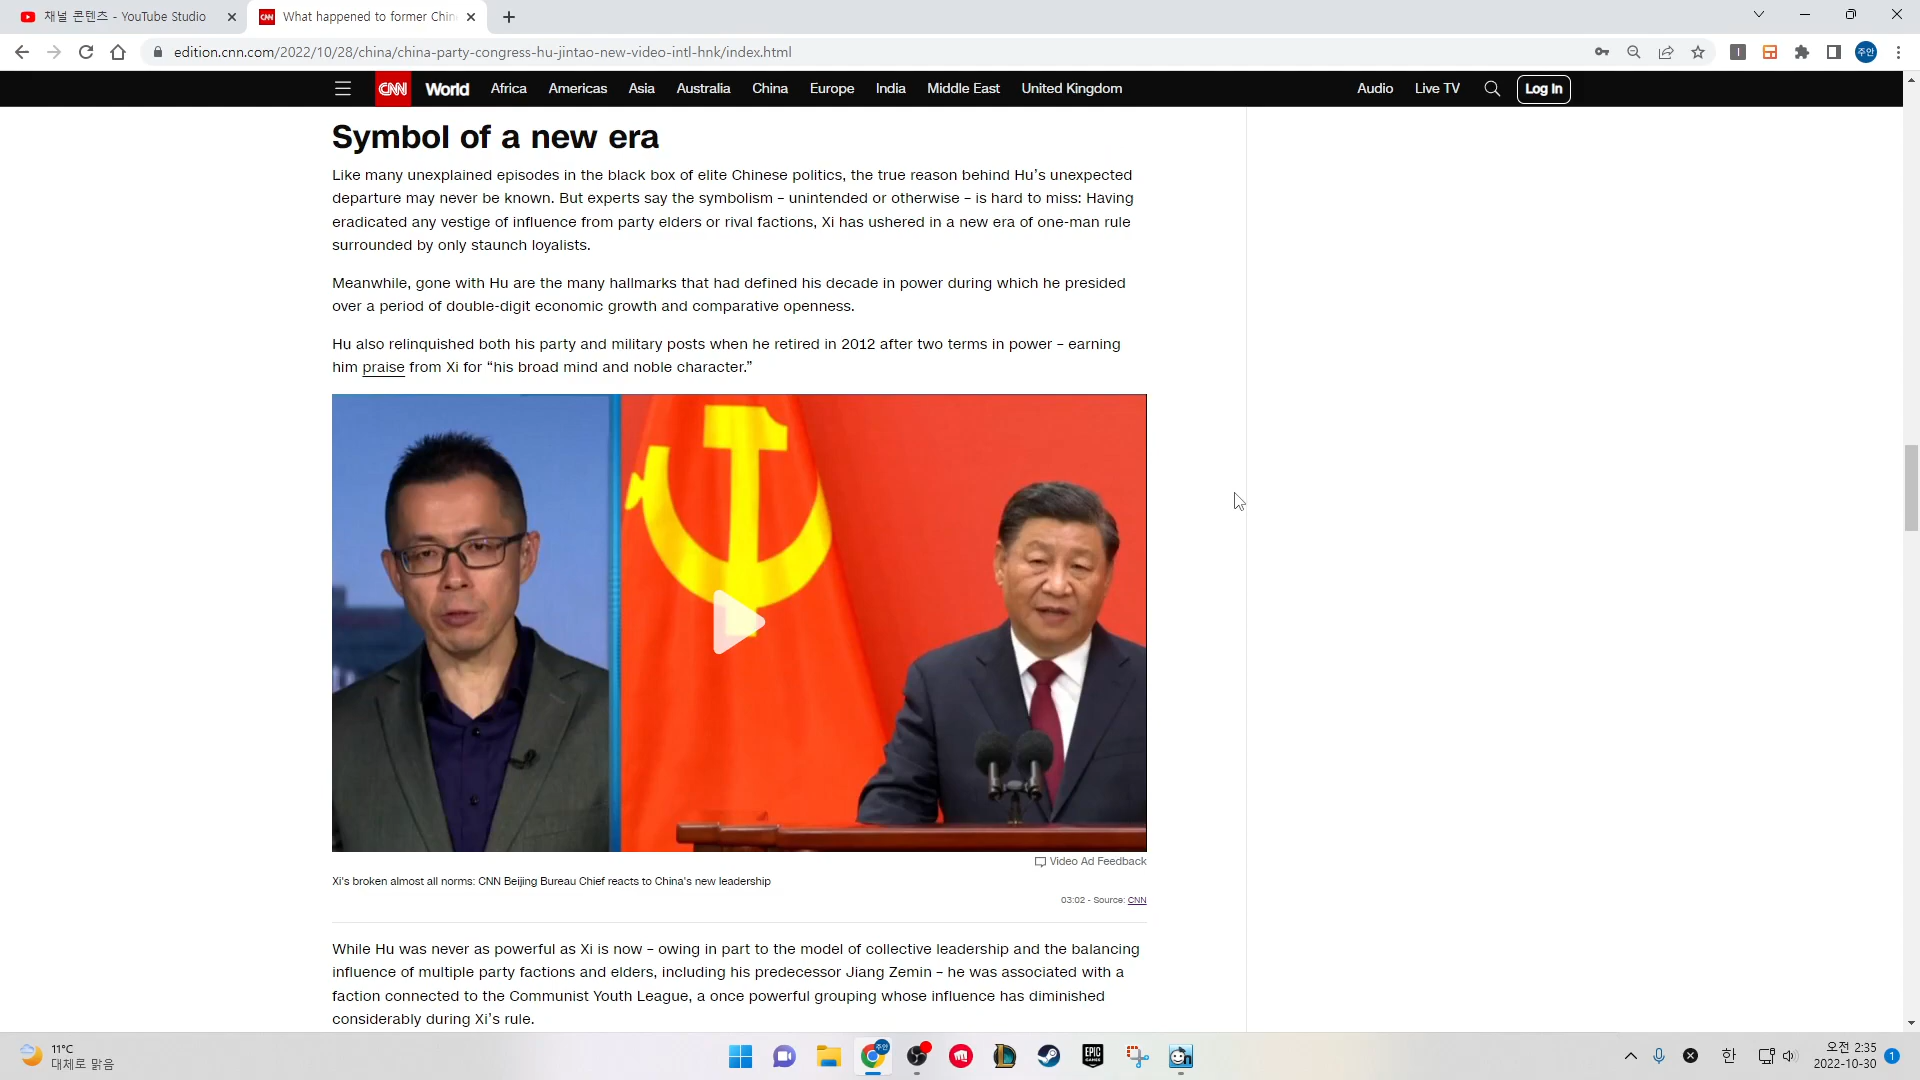 채널 콘텐츠 - YouTube Studio
What happened to former Chin
edition.cnn.com/2022/10/28/china/china-party-congress-hu-jintao-new-video-intl-hnk/index.html
주안
CNN World Africa Americas Asia Australia China Europe India Middle East United Kingdom Audio Live TV Log In
Symbol of a new era
Like many unexplained episodes in the black box of elite Chinese politics, the true reason behind Hu's unexpected
departure may never be known. But experts say the symbolism – unintended or otherwise – is hard to miss: Having
eradicated any vestige of influence from party elders or rival factions, Xi has ushered in a new era of one-man rule
surrounded by only staunch loyalists.
Meanwhile, gone with Hu are the many hallmarks that had defined his decade in power during which he presided
over a period of double-digit economic growth and comparative openness.
Hu also relinquished both his party and military posts when he retired in 2012 after two terms in power – earning
him praise from Xi for “his broad mind and noble character.”
Video Ad Feedback
Xi's broken almost all norms: CNN Beijing Bureau Chief reacts to China's new leadership
03:02 - Source: CNN
While Hu was never as powerful as Xi is now – owing in part to the model of collective leadership and the balancing
influence of multiple party factions and elders, including his predecessor Jiang Zemin – he was associated with a
faction connected to the Communist Youth League, a once powerful grouping whose influence has diminished
considerably during Xi's rule.
11°C
대체로 맑음
주안
EPIC GAMES
한
오전 2:35
2022-10-30
1